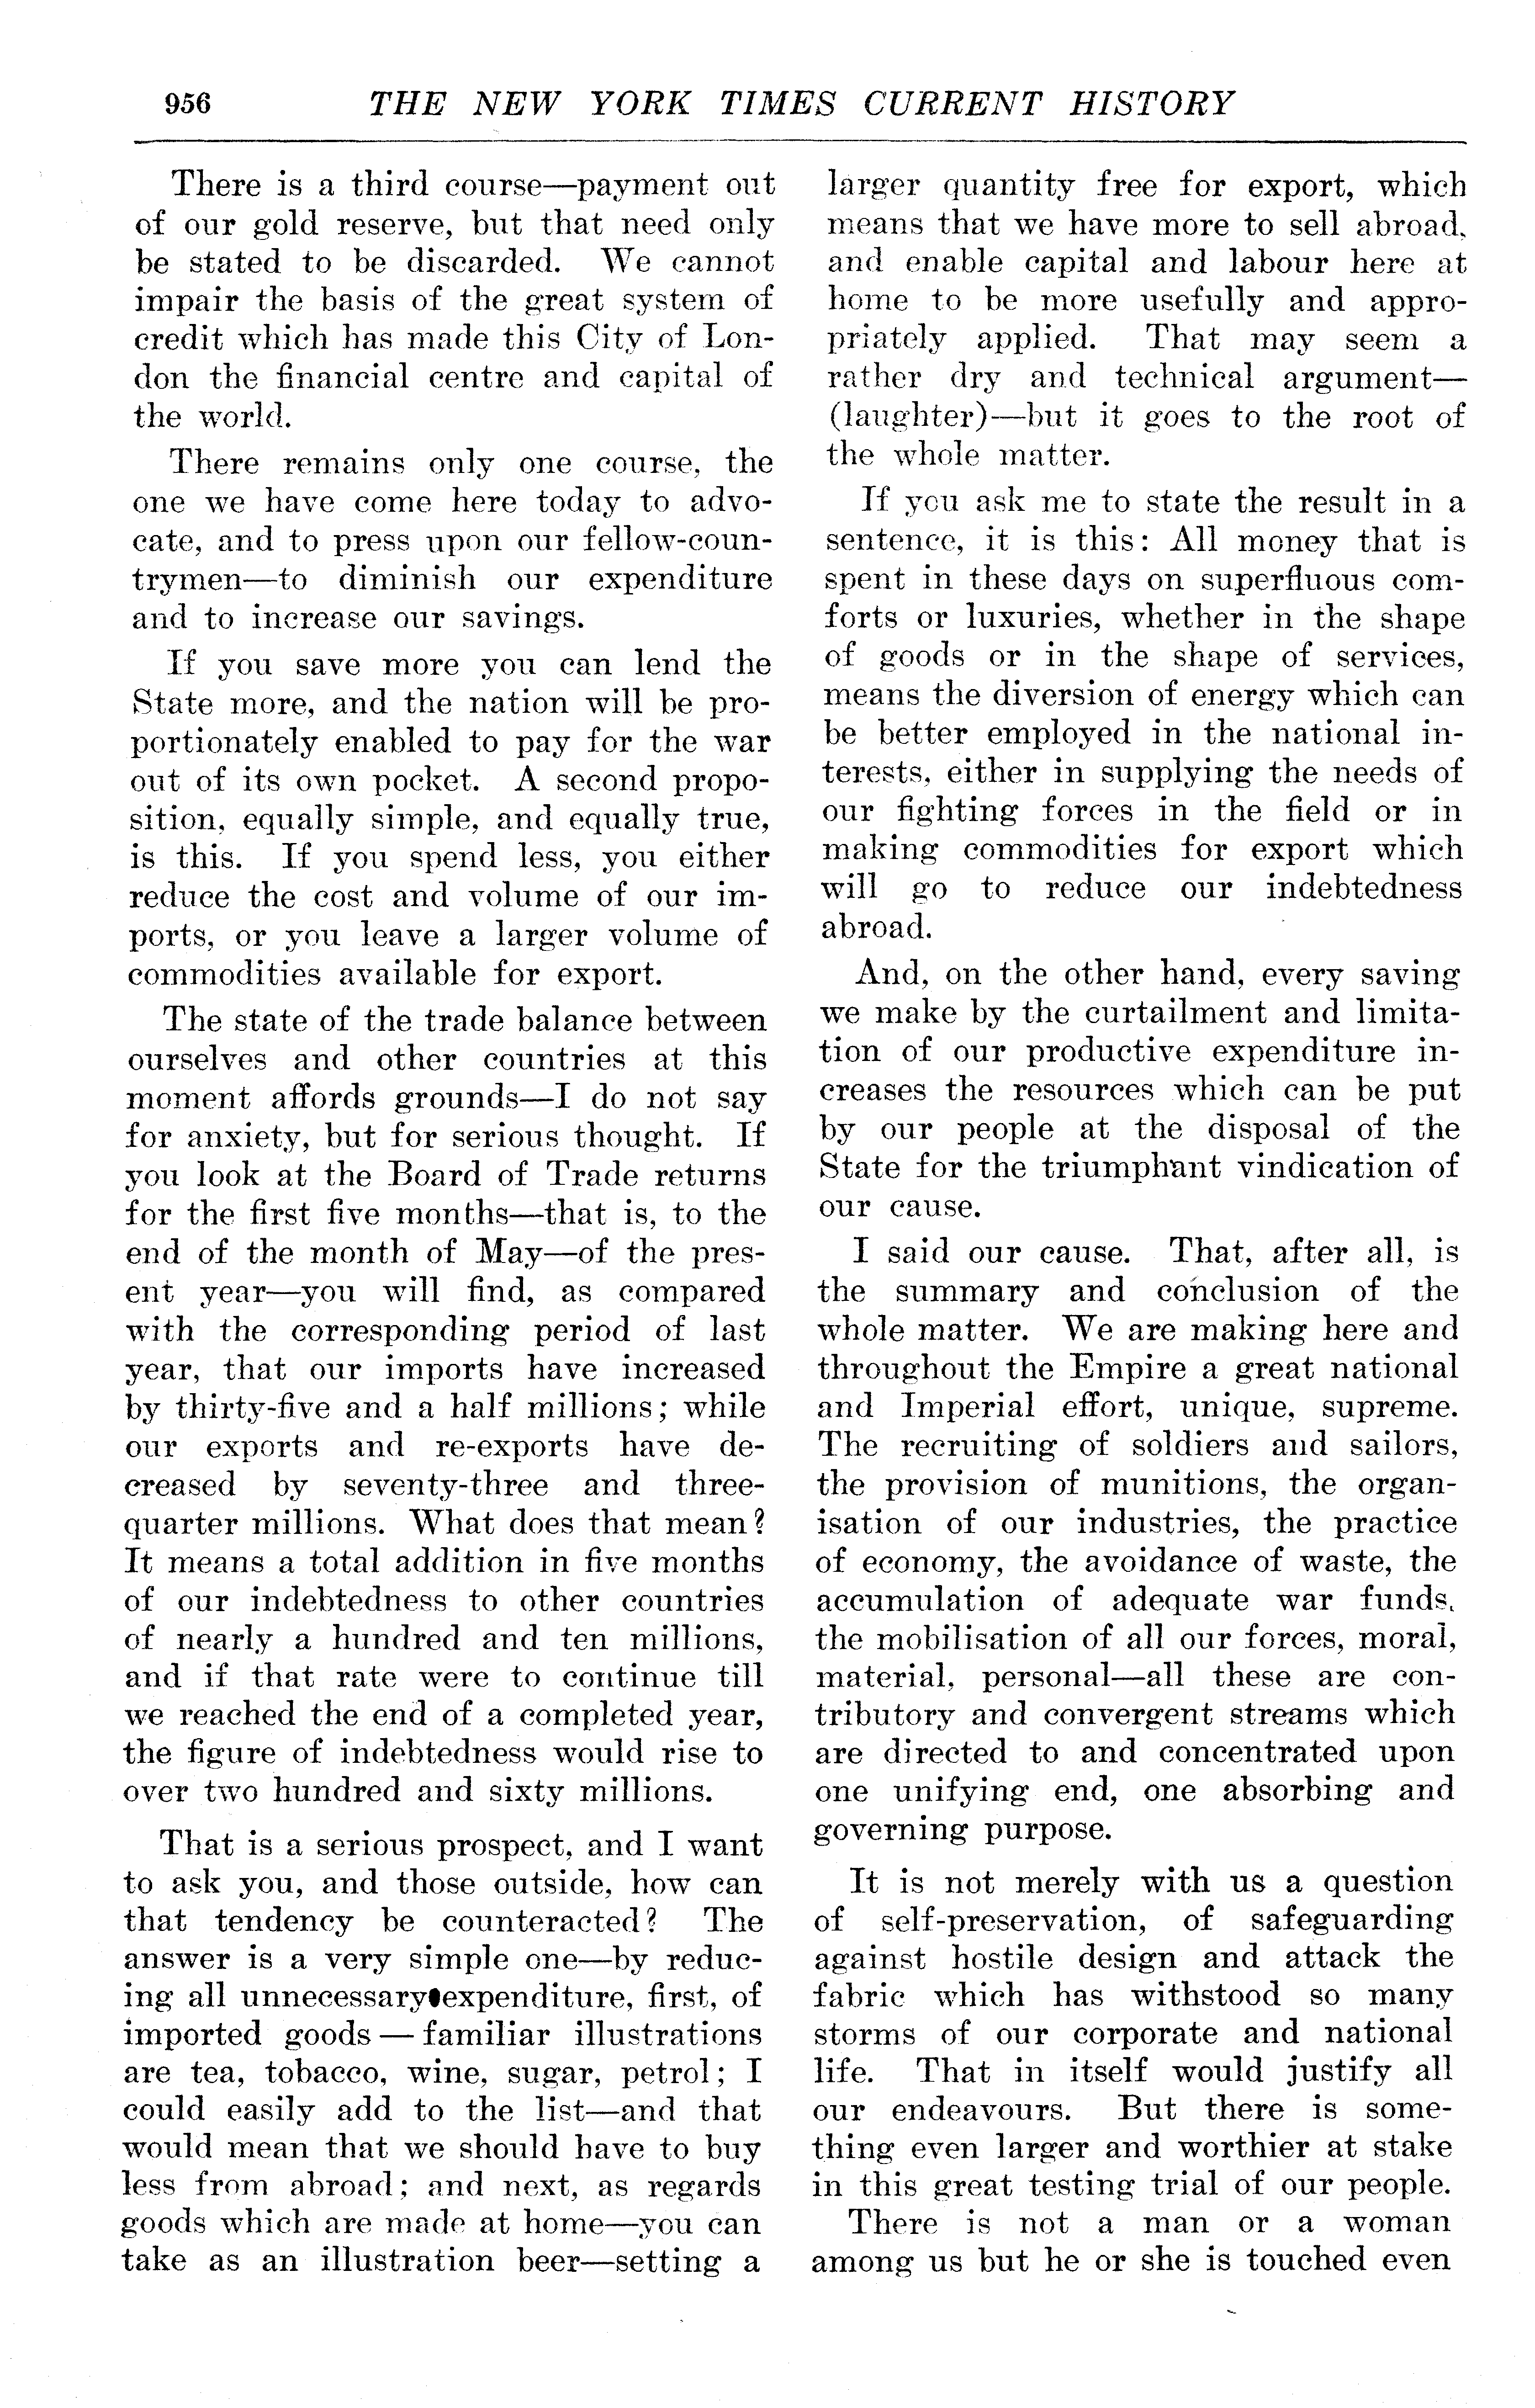 956 THE NEW YORK TIMES CURRENT HISTORY
There is a third course—payment out
of our gold reserve, but that need only
be stated to be discarded. We cannot
impair the basis of the great system of
credit which has made this City of Lon-
don the financial centre and capital of
the world.
There remains only one course, the
one we have come here today to advo-
cate, and to press upon our fellow-coun-
trymen—to diminish our expenditure
and to increase our savings.
If you save more you can lend the
State more, and the nation will be pro-
portionately enabled to pay for the war
out of its own pocket. A second propo-
sition, equally simple, and equally true,
is this. If you spend less, you either
reduce the cost and volume of our im-
ports, or you leave a larger volume of
commodities available for export.
The state of the trade balance between
ourselves and other countries at this
moment affords grounds—I do not say
for anxiety, but for serious thought. If
you look at the Board of Trade returns
for the first five months—that is, to the
end of the month of May—of the pres-
ent year—you will find, as compared
with the corresponding period of last
year, that our imports have increased
by thirty-five and a half millions; while
our exports and re-exports have de-
creased by seventy-three and three-
quarter millions. What does that mean?
It means a total addition in five months
of our indebtedness to other countries
of nearly a hundred and ten millions,
and if that rate were to continue till
we reached the end of a completed year,
the figure of indebtedness would rise to
over two hundred and sixty millions.
That is a serious prospect, and I want
to ask you, and those outside, how can
that tendency be counteracted? The
answer is a very simple one—by reduc-
ing all unnecessary expenditure, first, of
imported goods — familiar illustrations
are tea, tobacco, wine, sugar, petrol; I
could easily add to the list—and that
would mean that we should have to buy
less from abroad; and next, as regards
goods which are made at home—you can
take as an illustration beer—setting a
larger quantity free for export, which
means that we have more to sell abroad,
and enable capital and labour here at
home to be more usefully and appro-
priately applied. That may seem a
rather dry and technical argument—
(laughter)—but it goes to the root of
the whole matter.
If you ask me to state the result in a
sentence, it is this: All money that is
spent in these days on superfluous com-
forts or luxuries, whether in the shape
of goods or in the shape of services,
means the diversion of energy which can
be better employed in the national in-
terests, either in supplying the needs of
our fighting forces in the field or in
making commodities for export which
will go to reduce our indebtedness
abroad.
And, on the other hand, every saving
we make by the curtailment and limita-
tion of our productive expenditure in-
creases the resources which can be put
by our people at the disposal of the
State for the triumphant vindication of
our cause.
I said our cause. That, after all, is
the summary and conclusion of the
whole matter. We are making here and
throughout the Empire a great national
and Imperial effort, unique, supreme.
The recruiting of soldiers and sailors,
the provision of munitions, the organ-
isation of our industries, the practice
of economy, the avoidance of waste, the
accumulation of adequate war funds,
the mobilisation of all our forces, moral,
material, personal—all these are con-
tributory and convergent streams which
are directed to and concentrated upon
one unifying end, one absorbing and
governing purpose.
It is not merely with us a question
of self-preservation, of safeguarding
against hostile design and attack the
fabric which has withstood so many
storms of our corporate and national
life. That in itself would justify all
our endeavours. But there is some-
thing even larger and worthier at stake
in this great testing trial of our people.
There is not a man or a woman
among us but he or she is touched even